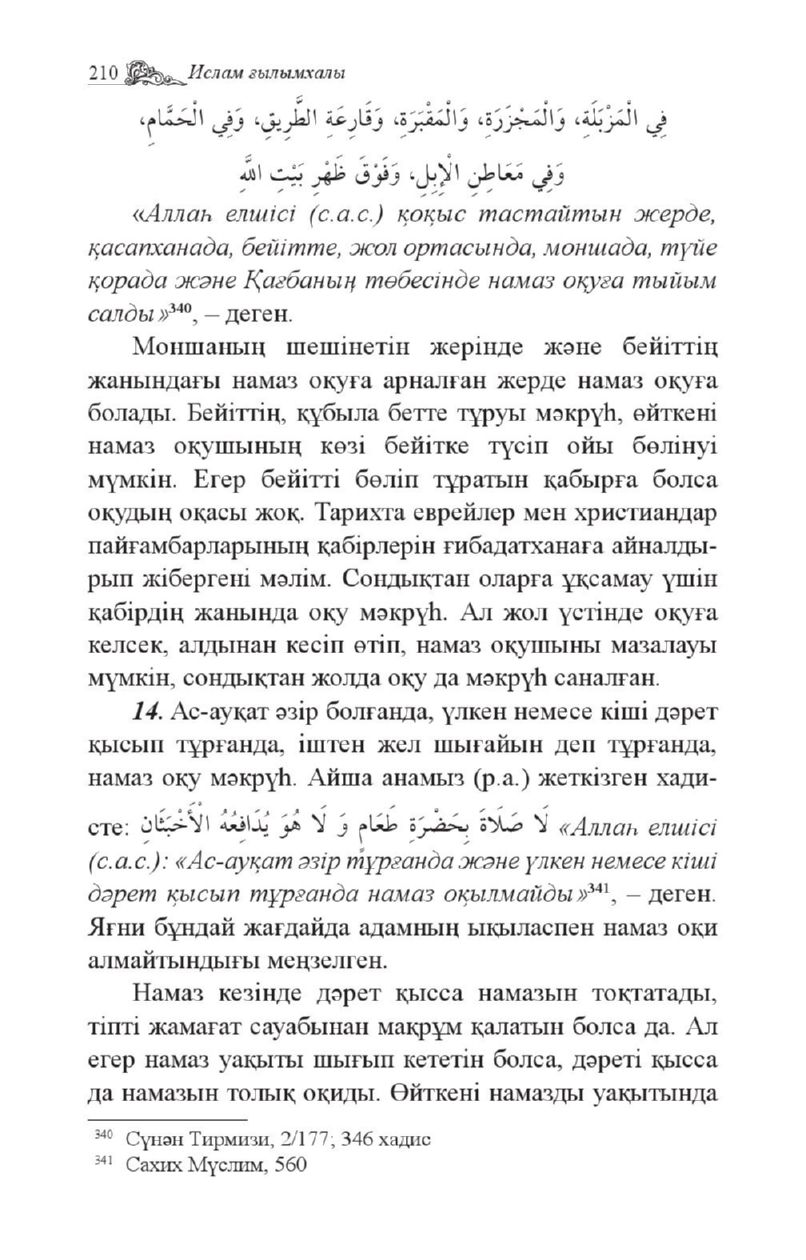 210 Ислам ғылымхалы
فِي الْمَزْبَلَةِ، وَالْمَجْزَرَةِ، وَالْمَقْبَرَةِ، وَقَارِعَةِ الطَّرِيقِ، وَفِي الْحَمَّامِ،
وَفِي مَعَاطِنِ الْإِبِلِ، وَفَوْقَ ظَهْرِ بَيْتِ اللَّهِ
«Аллаһ елшісі (с.а.с.) қоқыс тастайтын жерде,
қасапханада, бейітте, жол ортасында, моншада, түйе
қорада және Қағбаның төбесінде намаз оқуға тыйым
салды»³⁴⁰, – деген.
Моншаның шешінетін жерінде және бейіттің
жанындағы намаз оқуға арналған жерде намаз оқуға
болады. Бейіттің, құбыла бетте тұруы мәкрүһ, өйткені
намаз оқушының көзі бейітке түсіп ойы бөлінуі
мүмкін. Егер бейітті бөліп тұратын қабырға болса
оқудың оқасы жоқ. Тарихта еврейлер мен христиандар
пайғамбарларының қабірлерін ғибадатханаға айналды-
рып жібергені мәлім. Сондықтан оларға ұқсамау үшін
қабірдің жанында оқу мәкрүһ. Ал жол үстінде оқуға
келсек, алдынан кесіп өтіп, намаз оқушыны мазалауы
мүмкін, сондықтан жолда оқу да мәкрүһ саналған.
14. Ас-ауқат әзір болғанда, үлкен немесе кіші дәрет
қысып тұрғанда, іштен жел шығайын деп тұрғанда,
намаз оқу мәкрүһ. Айша анамыз (р.а.) жеткізген хади-
сте: لَا صَلَاةَ بِحَضْرَةِ طَعَامٍ وَ لَا هُوَ يُدَافِعُهُ الْأَخْبَثَانِ «Аллаһ елшісі
(с.а.с.): «Ас-ауқат әзір тұрғанда және үлкен немесе кіші
дәрет қысып тұрғанда намаз оқылмайды»³⁴¹, – деген.
Яғни бұндай жағдайда адамның ықыласпен намаз оқи
алмайтындығы меңзелген.
Намаз кезінде дәрет қысса намазын тоқтатады,
тіпті жамағат сауабынан мақрұм қалатын болса да. Ал
егер намаз уақыты шығып кететін болса, дәреті қысса
да намазын толық оқиды. Өйткені намазды уақытында
³⁴⁰ Сүнән Тирмизи, 2/177; 346 хадис
³⁴¹ Сахих Мүслим, 560